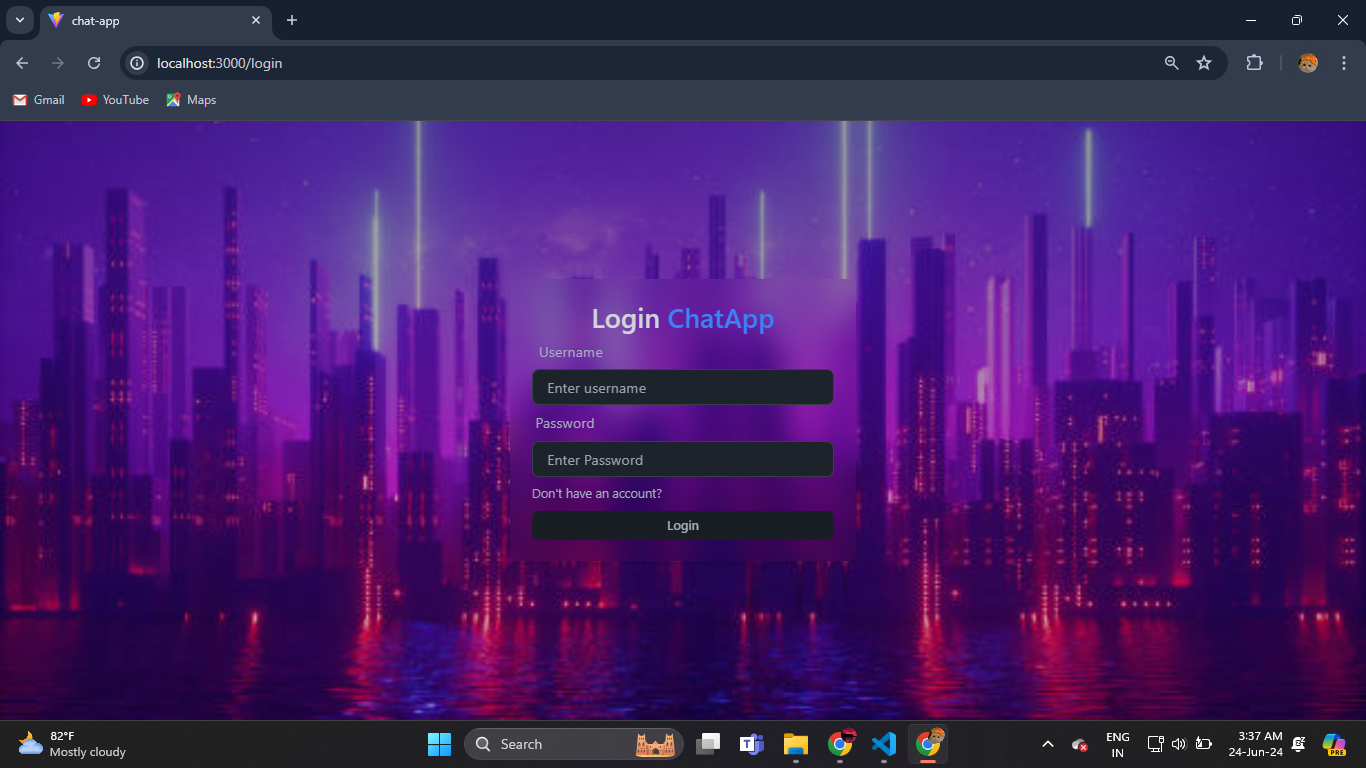 chat-app
localhost:3000/login
Gmail YouTube Maps
Login ChatApp
Username
Enter username
Password
Enter Password
Don't have an account?
Login
82°F
Mostly cloudy
Search
ENG
IN
3:37 AM
24-Jun-24
PRE